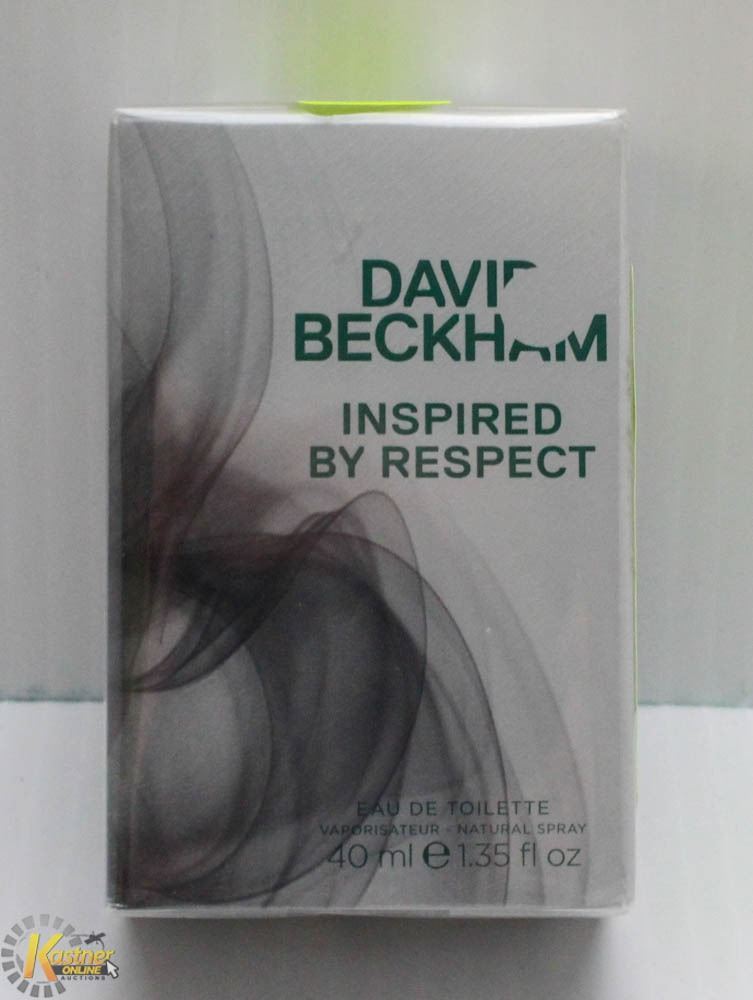 DAVID
BECKHAM
INSPIRED
BY RESPECT
EAU DE TOILETTE
VAPORISATEUR - NATURAL SPRAY
40 ml e 1.35 fl oz
Kastner
ONLINE
AUCTIONS